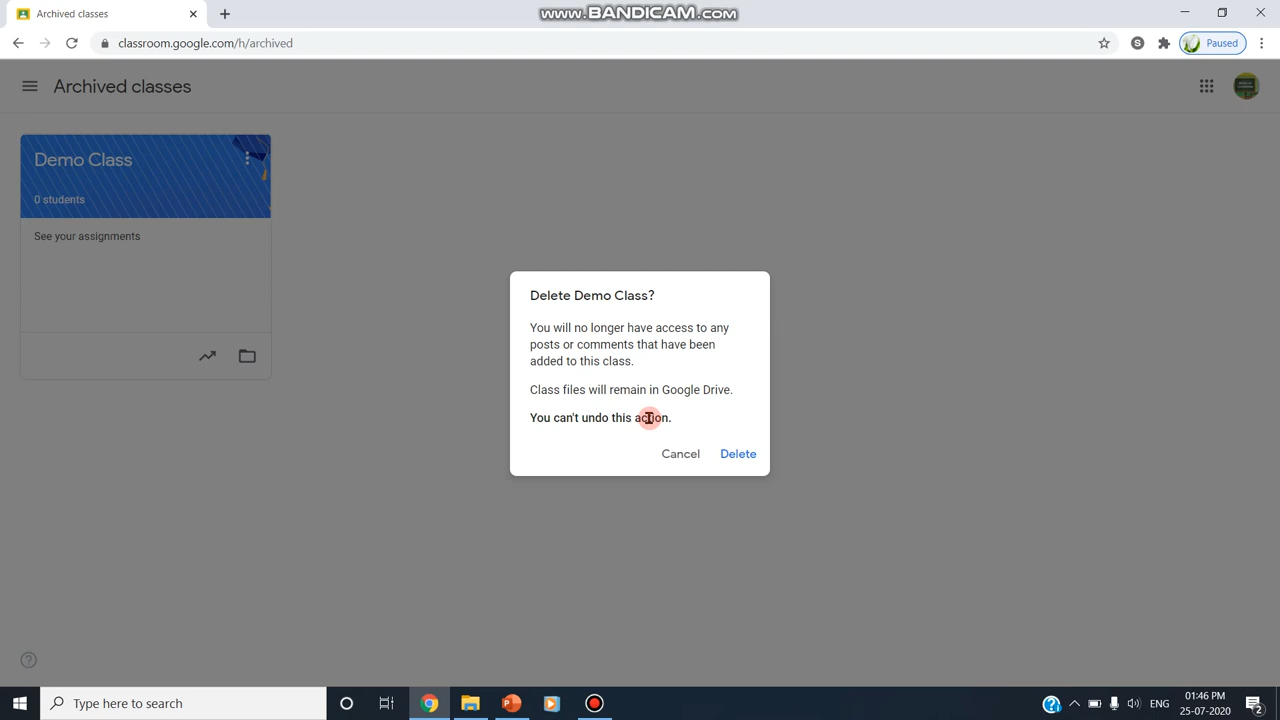 Archived classes
www.BANDICAM.com
classroom.google.com/h/archived
S
Paused
Archived classes
Demo Class
0 students
See your assignments
Delete Demo Class?
You will no longer have access to any
posts or comments that have been
added to this class.
Class files will remain in Google Drive.
You can't undo this action.
Cancel
Delete
Type here to search
ENG
01:46 PM
25-07-2020
2